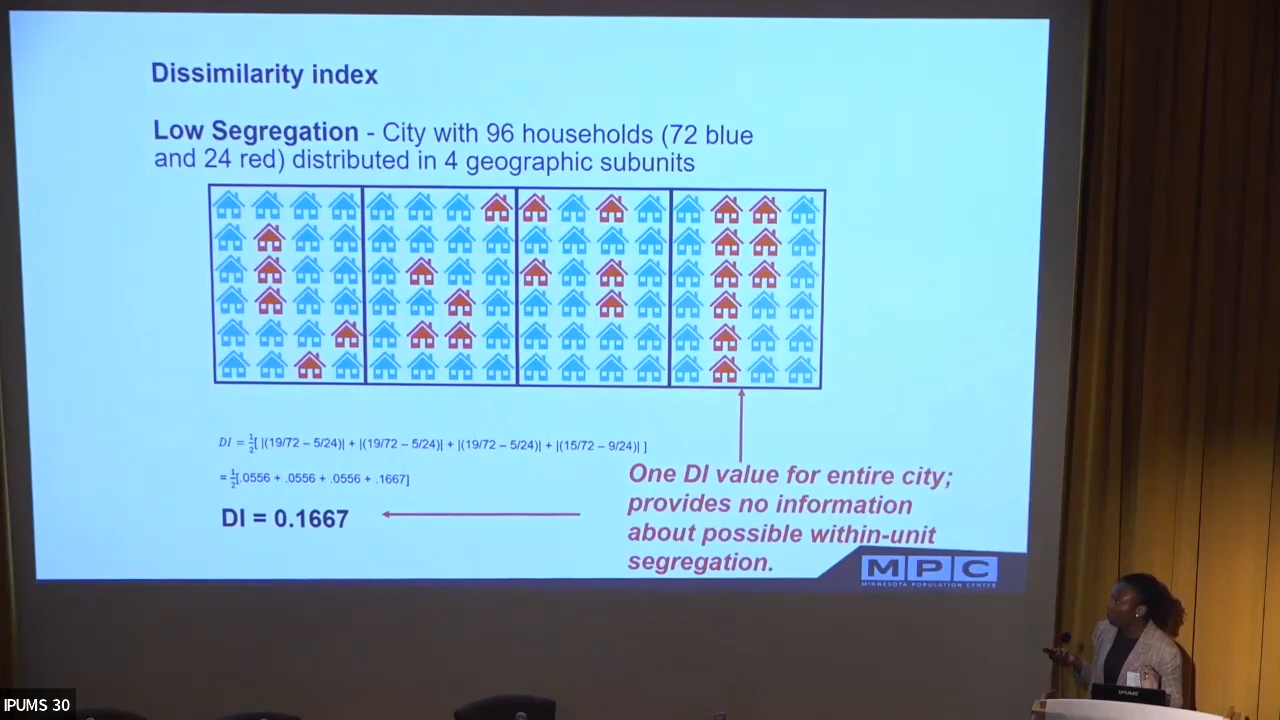 Dissimilarity index
Low Segregation - City with 96 households (72 blue
and 24 red) distributed in 4 geographic subunits
DI = ½[ |(19/72 – 5/24)| + |(19/72 – 5/24)| + |(19/72 – 5/24)| + |(15/72 – 9/24)| ]
= ½[.0556 + .0556 + .0556 + .1667]
DI = 0.1667
One DI value for entire city;
provides no information
about possible within-unit
segregation.
MPC
MINNESOTA POPULATION CENTER
IPUMS
IPUMS 30